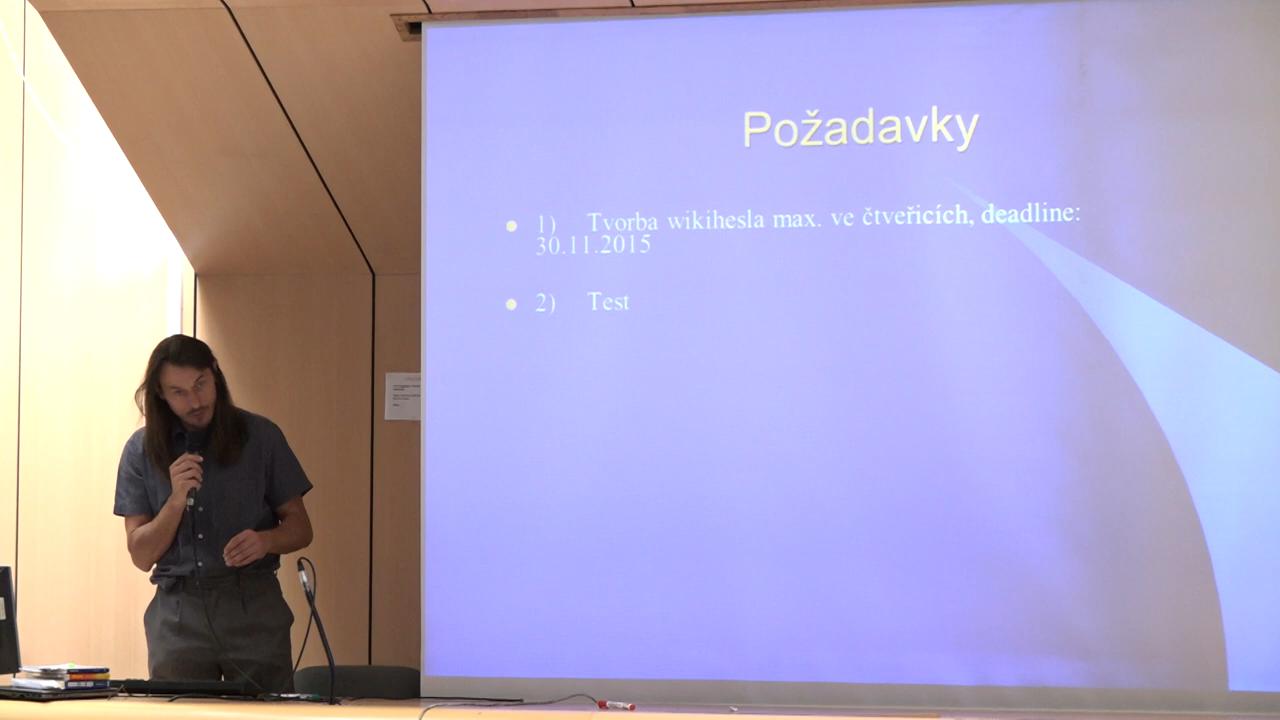 Požadavky
1) Tvorba wikihesla max. ve čtveřicích, deadline:
30.11.2015
2) Test